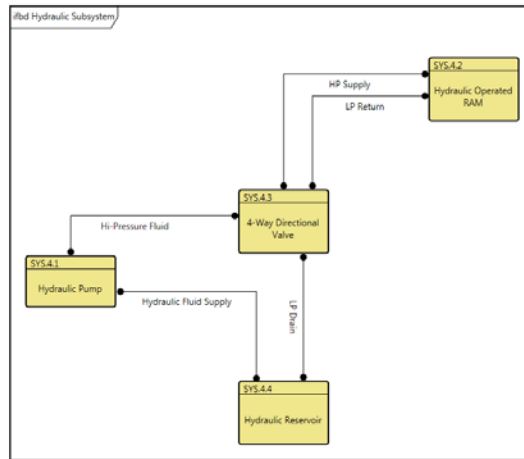 ifbd Hydraulic Subsystem
SYS.4.2
Hydraulic Operated
RAM
HP Supply
LP Return
SYS.4.3
4-Way Directional
Valve
Hi-Pressure Fluid
SYS.4.1
Hydraulic Pump
Hydraulic Fluid Supply
LP Drain
SYS.4.4
Hydraulic Reservoir